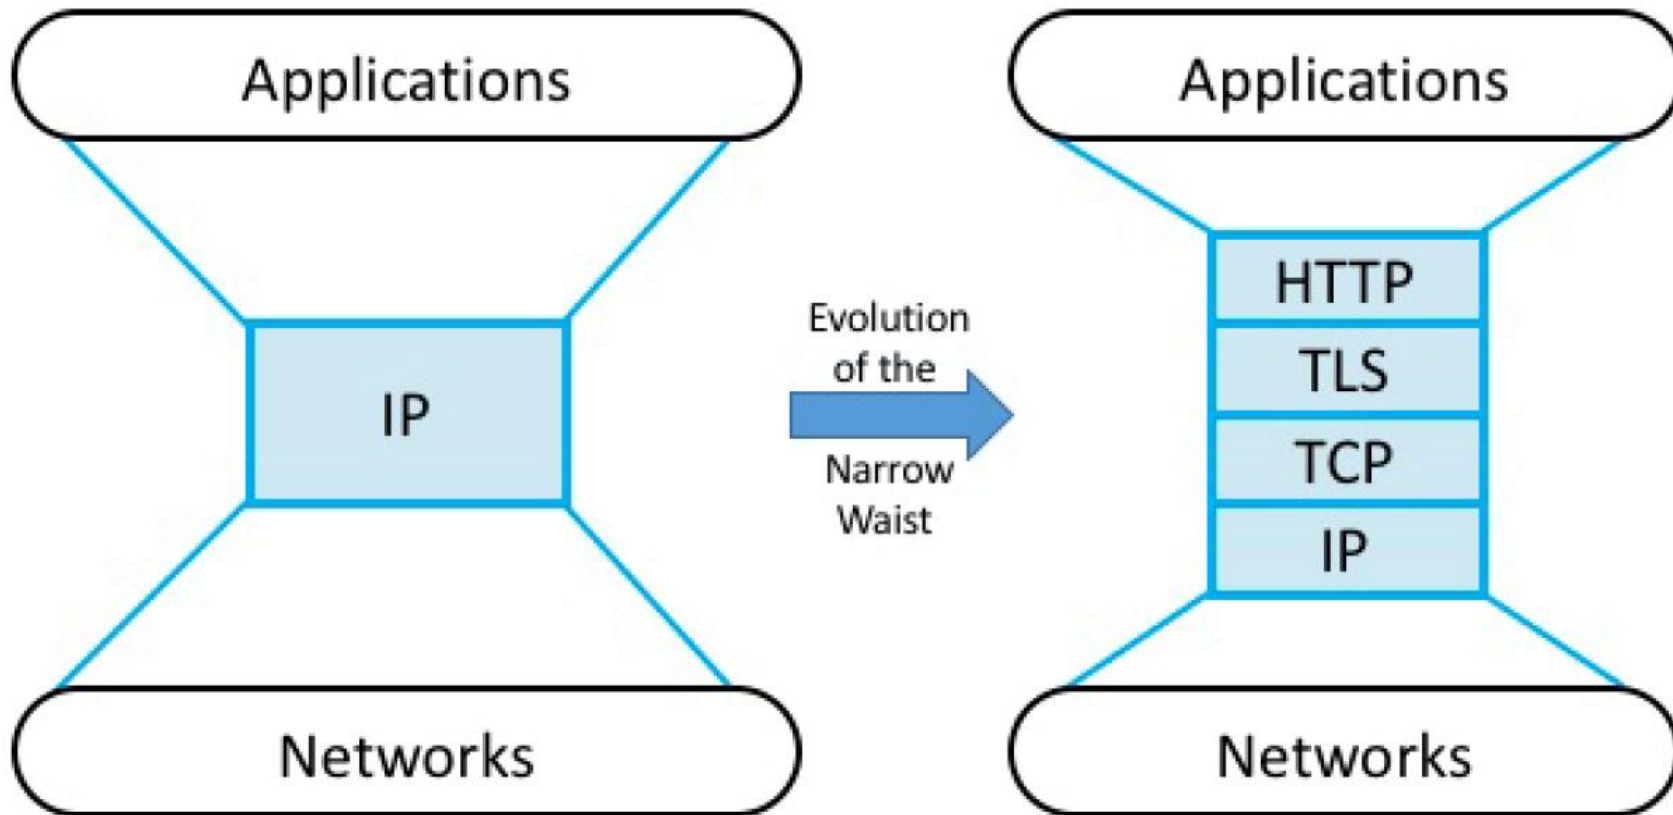 Applications
IP
Networks
Evolution
of the
Narrow
Waist
Applications
HTTP
TLS
TCP
IP
Networks